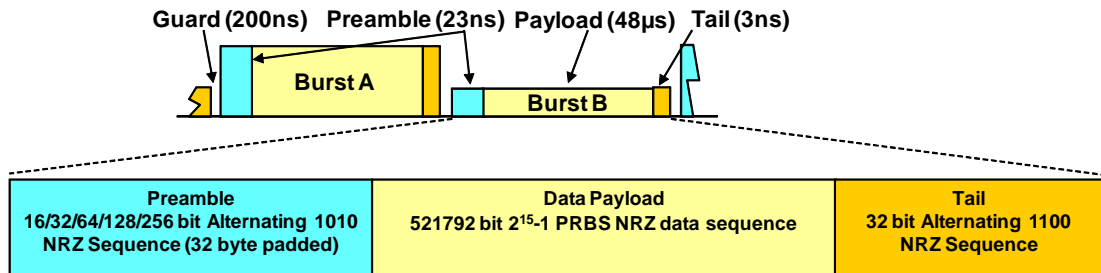 Guard (200ns) Preamble (23ns) Payload (48µs) Tail (3ns)
Burst A
Burst B
Preamble
16/32/64/128/256 bit Alternating 1010
NRZ Sequence (32 byte padded)
Data Payload
521792 bit 2¹⁵-1 PRBS NRZ data sequence
Tail
32 bit Alternating 1100
NRZ Sequence